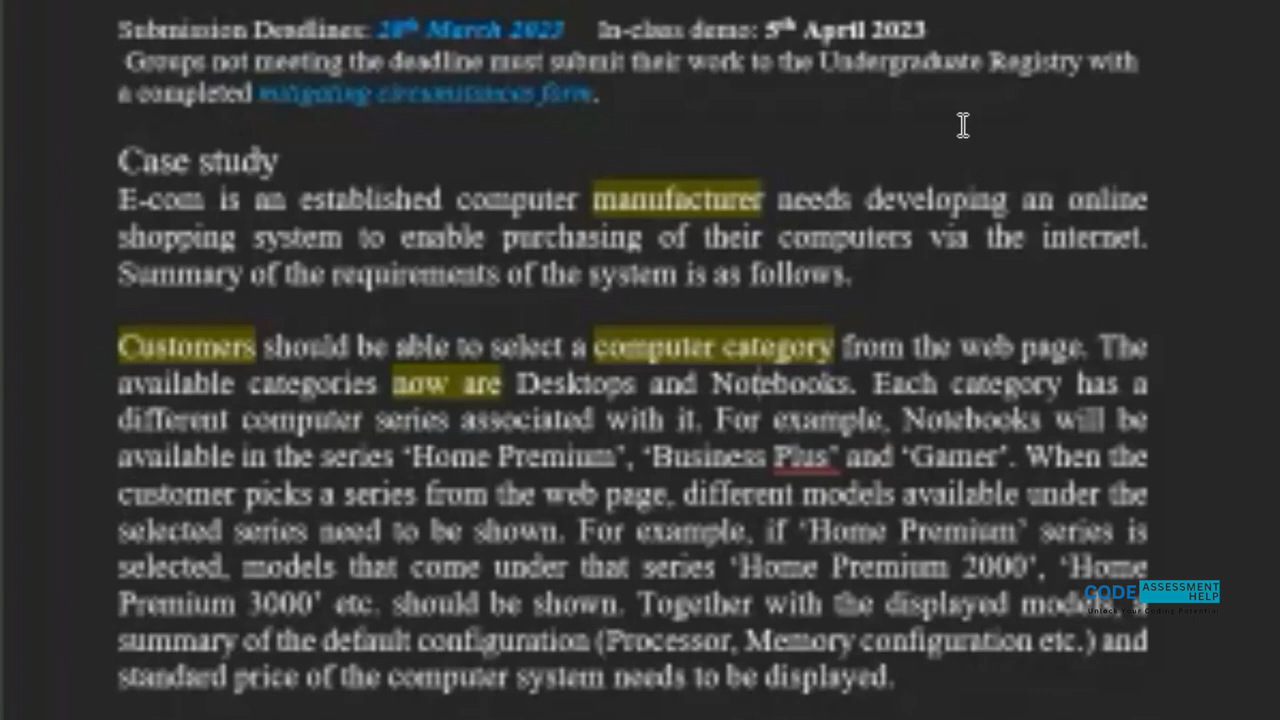 Submission Deadlines: 28th March 2023 In-class demo: 5th April 2023
Groups not meeting the deadline must submit their work to the Undergraduate Registry with
a completed mitigating circumstances form.
Case study
E-com is an established computer manufacturer needs developing an online
shopping system to enable purchasing of their computers via the internet.
Summary of the requirements of the system is as follows.
Customers should be able to select a computer category from the web page. The
available categories now are Desktops and Notebooks. Each category has a
different computer series associated with it. For example, Notebooks will be
available in the series ‘Home Premium’, ‘Business Plus’ and ‘Gamer’. When the
customer picks a series from the web page, different models available under the
selected series need to be shown. For example, if ‘Home Premium’ series is
selected, models that come under that series ‘Home Premium 2000’, ‘Home
Premium 3000’ etc. should be shown. Together with the displayed
summary of the default configuration (Processor, Memory configuration etc.) and
standard price of the computer system needs to be displayed.
CODE ASSESSMENT HELP
Unlock Your Coding Potential